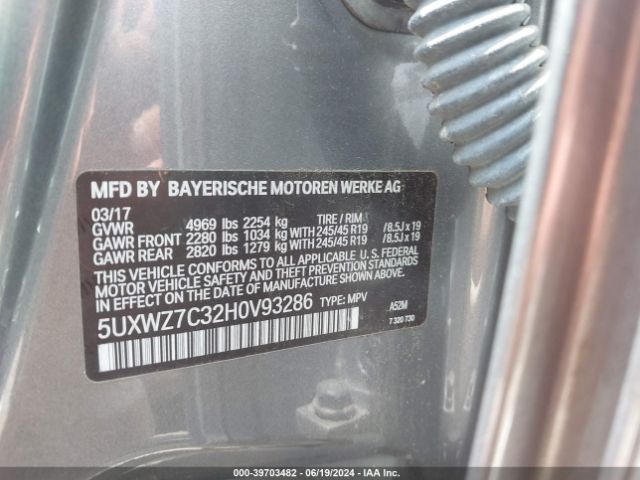 MFD BY BAYERISCHE MOTOREN WERKE AG
03/17 TIRE / RIM
GVWR 4969 lbs 2254 kg
GAWR FRONT 2280 lbs 1034 kg WITH 245/45 R19 /8.5J x 19
GAWR REAR 2820 lbs 1279 kg WITH 245/45 R19 /8.5J x 19
THIS VEHICLE CONFORMS TO ALL APPLICABLE U.S. FEDERAL
MOTOR VEHICLE SAFETY AND THEFT PREVENTION STANDARDS
IN EFFECT ON THE DATE OF MANUFACTURE SHOWN ABOVE.
5UXWZ7C32H0V93286 TYPE: MPV A52M
7 320 730
000-39703482 - 06/19/2024 - IAA Inc.